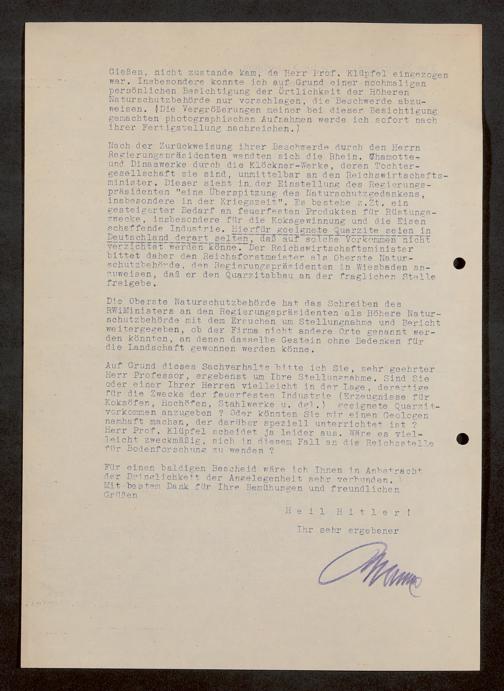 Gießen, nicht zustande kam, da Herr Prof. Klüpfel eingezogen
war. Insbesondere konnte ich auf Grund einer nochmaligen
persönlichen Besichtigung der Örtlichkeit der Höheren
Naturschutzbehörde nur vorschlagen, die Beschwerde abzu-
weisen. (Die Vergrößerungen meiner bei dieser Besichtigung
gemachten photographischen Aufnahmen werde ich sofort nach
ihrer Fertigstellung nachreichen.)
Nach der Zurückweisung ihrer Beschwerde durch den Herrn
Regierungspräsidenten wandten sich die Rhein. Chamotte-
und Dinaswerke durch die Klöckner-Werke, deren Tochter-
gesellschaft sie sind, unmittelbar an den Reichswirtschafts-
minister. Dieser sieht in der Einstellung des Regierungs-
präsidenten "eine Überspitzung des Naturschutzgedankens,
insbesondere in der Kriegszeit". Es bestehe z.Zt. ein
gesteigerter Bedarf an feuerfesten Produkten für Rüstungs-
zwecke, insbesondere für die Koksgewinnung und die Eisen
schaffende Industrie. Hierfür geeignete Quarzite seien in
Deutschland derart selten, daß auf solche Vorkommen nicht
verzichtet werden könne. Der Reichswirtschaftsminister
bittet daher den Reichsforstmeister als Oberste Natur-
schutzbehörde, den Regierungspräsidenten in Wiesbaden an-
zuweisen, daß er den Quarzitabbau an der fraglichen Stelle
freigebe.
Die Oberste Naturschutzbehörde hat das Schreiben des
RWiMinisters an den Regierungspräsidenten als Höhere Natur-
schutzbehörde mit dem Ersuchen um Stellungnahme und Bericht
weitergegeben, ob der Firma nicht andere Orte genannt wer-
den könnten, an denen dasselbe Gestein ohne Bedenken für
die Landschaft gewonnen werden könne.
Auf Grund dieses Sachverhalts bitte ich Sie, sehr geehrter
Herr Professor, ergebenst um Ihre Stellungnahme. Sind Sie
oder einer Ihrer Herren vielleicht in der Lage, derartige
für die Zwecke der feuerfesten Industrie (Erzeugnisse für
Koksöfen, Hochöfen, Stahlwerke u. dgl.) geeignete Quarzit-
vorkommen anzugeben ? Oder könnten Sie mir einen Geologen
namhaft machen, der darüber speziell unterrichtet ist ?
Herr Prof. Klüpfel scheidet ja leider aus. Wäre es viel-
leicht zweckmäßig, sich in diesem Fall an die Reichsstelle
für Bodenforschung zu wenden ?
Für einen baldigen Bescheid wäre ich Ihnen in Anbetracht
der Dringlichkeit der Angelegenheit sehr verbunden.
Mit bestem Dank für Ihre Bemühungen und freundlichen
Grüßen
Heil Hitler!
Ihr sehr ergebener